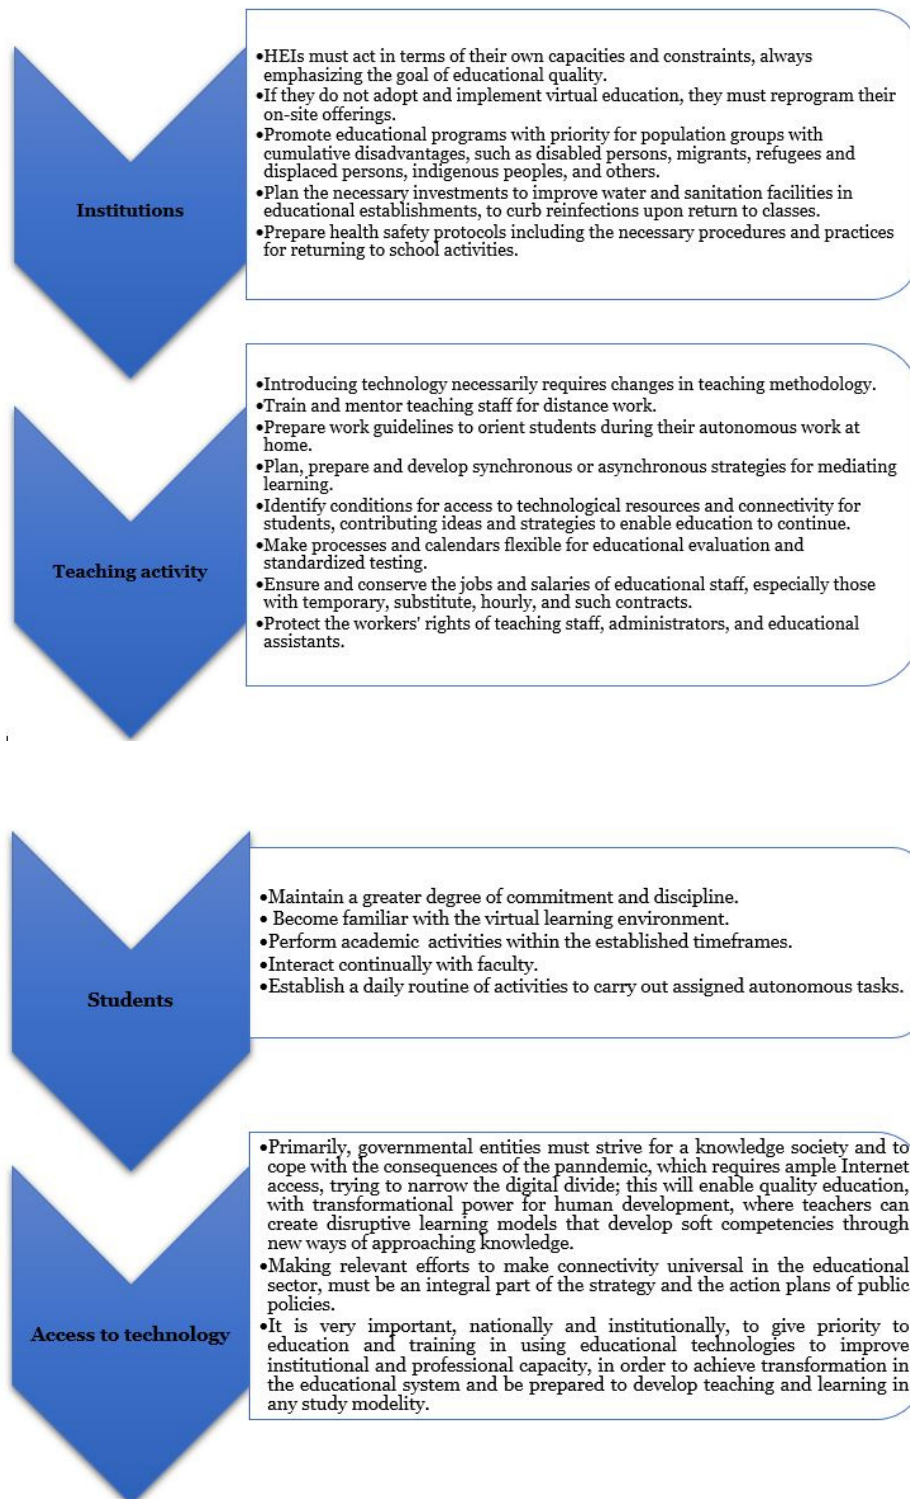 Institutions
•HEIs must act in terms of their own capacities and constraints, always
emphasizing the goal of educational quality.
•If they do not adopt and implement virtual education, they must reprogram their
on-site offerings.
•Promote educational programs with priority for population groups with
cumulative disadvantages, such as disabled persons, migrants, refugees and
displaced persons, indigenous peoples, and others.
•Plan the necessary investments to improve water and sanitation facilities in
educational establishments, to curb reinfections upon return to classes.
•Prepare health safety protocols including the necessary procedures and practices
for returning to school activities.
Teaching activity
•Introducing technology necessarily requires changes in teaching methodology.
•Train and mentor teaching staff for distance work.
•Prepare work guidelines to orient students during their autonomous work at
home.
•Plan, prepare and develop synchronous or asynchronous strategies for mediating
learning.
•Identify conditions for access to technological resources and connectivity for
students, contributing ideas and strategies to enable education to continue.
•Make processes and calendars flexible for educational evaluation and
standardized testing.
•Ensure and conserve the jobs and salaries of educational staff, especially those
with temporary, substitute, hourly, and such contracts.
•Protect the workers' rights of teaching staff, administrators, and educational
assistants.
Students
•Maintain a greater degree of commitment and discipline.
• Become familiar with the virtual learning environment.
•Perform academic activities within the established timeframes.
•Interact continually with faculty.
•Establish a daily routine of activities to carry out assigned autonomous tasks.
Access to technology
•Primarily, governmental entities must strive for a knowledge society and to
cope with the consequences of the panndemic, which requires ample Internet
access, trying to narrow the digital divide; this will enable quality education,
with transformational power for human development, where teachers can
create disruptive learning models that develop soft competencies through
new ways of approaching knowledge.
•Making relevant efforts to make connectivity universal in the educational
sector, must be an integral part of the strategy and the action plans of public
policies.
•It is very important, nationally and institutionally, to give priority to
education and training in using educational technologies to improve
institutional and professional capacity, in order to achieve transformation in
the educational system and be prepared to develop teaching and learning in
any study modelity.